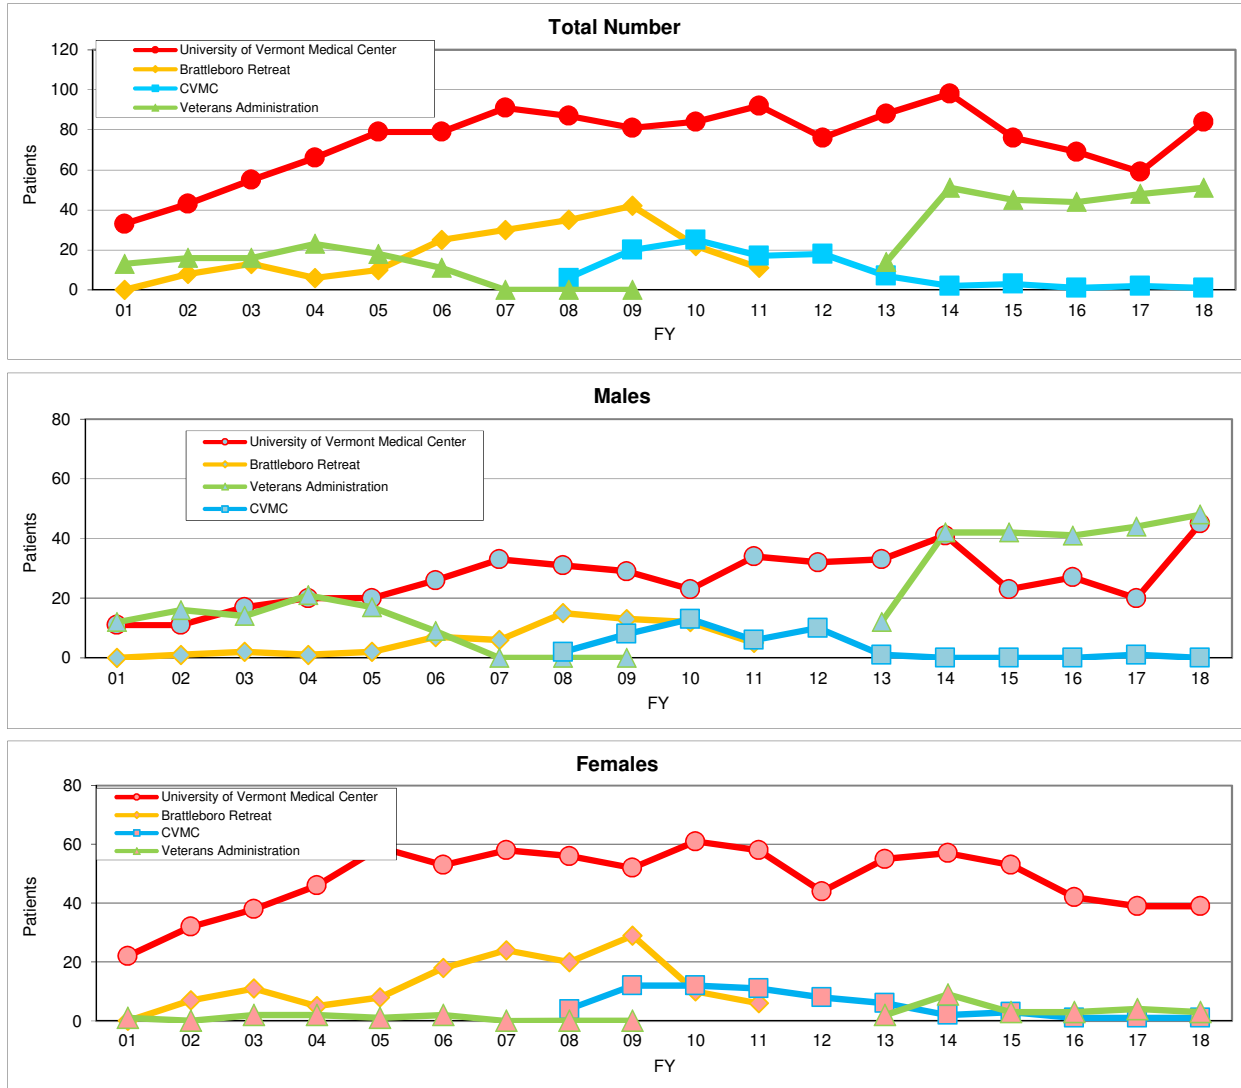 Total Number
University of Vermont Medical Center
Brattleboro Retreat
CVMC
Veterans Administration
120
100
80
60
40
20
0
Patients
01 02 03 04 05 06 07 08 09 10 11 12 13 14 15 16 17 18
FY
Males
University of Vermont Medical Center
Brattleboro Retreat
Veterans Administration
CVMC
80
60
40
20
0
Patients
01 02 03 04 05 06 07 08 09 10 11 12 13 14 15 16 17 18
FY
Females
University of Vermont Medical Center
Brattleboro Retreat
CVMC
Veterans Administration
80
60
40
20
0
Patients
01 02 03 04 05 06 07 08 09 10 11 12 13 14 15 16 17 18
FY